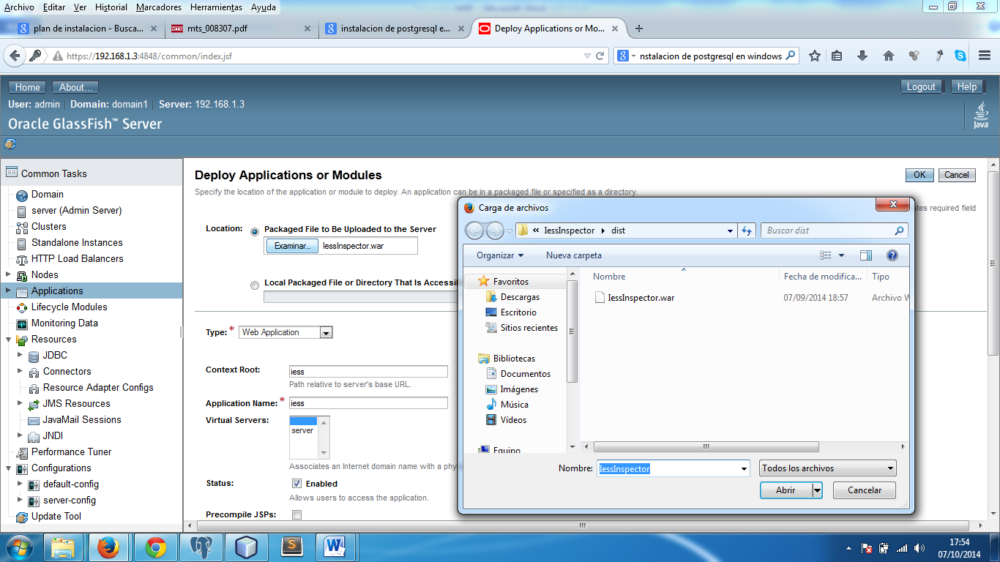 Archivo Editar Ver Historial Marcadores Herramientas Ayuda
plan de instalacion - Busca...
mts_008307.pdf
instalacion de postgresql e...
Deploy Applications or Mo...
https://192.168.1.3:4848/common/index.jsf
nstalacion de postgresql en windows
Home About...
Logout Help
User: admin Domain: domain1 Server: 192.168.1.3
Oracle GlassFish™ Server
Java
Common Tasks
Domain
server (Admin Server)
Clusters
Standalone Instances
HTTP Load Balancers
Nodes
Applications
Lifecycle Modules
Monitoring Data
Resources
JDBC
Connectors
Resource Adapter Configs
JMS Resources
JavaMail Sessions
JNDI
Performance Tuner
Configurations
default-config
server-config
Update Tool
Deploy Applications or Modules
OK Cancel
Specify the location of the application or module to deploy. An application can be in a packaged file or specified as a directory.
required field
Location: Packaged File to Be Uploaded to the Server
Examinar... IessInspector.war
Local Packaged File or Directory That Is Accessi
Type: * Web Application
Context Root: iess
Path relative to server's base URL.
Application Name: * iess
Virtual Servers:
server
Associates an Internet domain name with a phy
Status: Enabled
Allows users to access the application.
Precompile JSPs:
Carga de archivos
« IessInspector dist
Buscar dist
Organizar Nueva carpeta
Favoritos
Descargas
Escritorio
Sitios recientes
Bibliotecas
Documentos
Imágenes
Música
Vídeos
Equipo
Nombre Fecha de modifica... Tipo
IessInspector.war 07/09/2014 18:57 Archivo W
Nombre: IessInspector Todos los archivos
Abrir Cancelar
17:54
07/10/2014